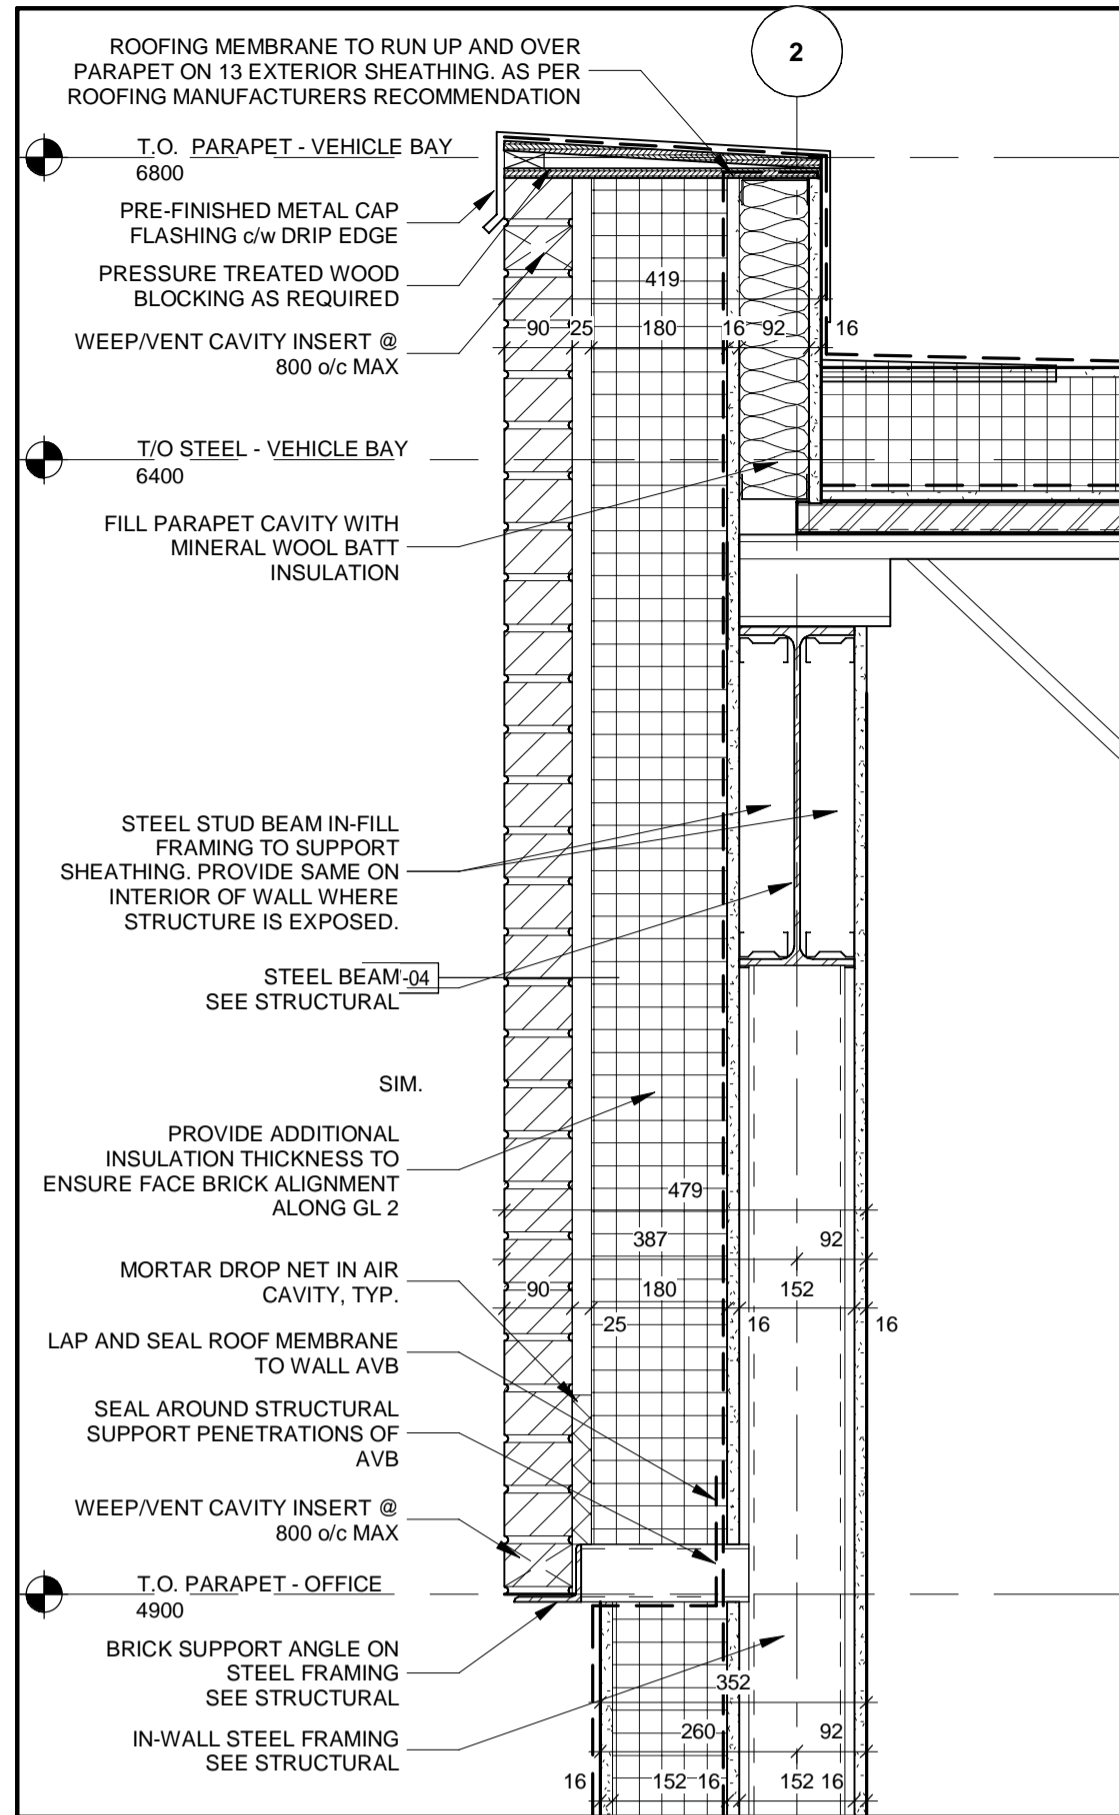 ROOFING MEMBRANE TO RUN UP AND OVER
PARAPET ON 13 EXTERIOR SHEATHING. AS PER
ROOFING MANUFACTURERS RECOMMENDATION
2
T.O. PARAPET - VEHICLE BAY
6800
PRE-FINISHED METAL CAP
FLASHING c/w DRIP EDGE
PRESSURE TREATED WOOD
BLOCKING AS REQUIRED
419
90 25 180 16 92 16
WEEP/VENT CAVITY INSERT @
800 o/c MAX
T/O STEEL - VEHICLE BAY
6400
FILL PARAPET CAVITY WITH
MINERAL WOOL BATT
INSULATION
STEEL STUD BEAM IN-FILL
FRAMING TO SUPPORT
SHEATHING. PROVIDE SAME ON
INTERIOR OF WALL WHERE
STRUCTURE IS EXPOSED.
STEEL BEAM
SEE STRUCTURAL
-04
SIM.
PROVIDE ADDITIONAL
INSULATION THICKNESS TO
ENSURE FACE BRICK ALIGNMENT
ALONG GL 2
479
387 92
90 180 152
25 16 16
MORTAR DROP NET IN AIR
CAVITY, TYP.
LAP AND SEAL ROOF MEMBRANE
TO WALL AVB
SEAL AROUND STRUCTURAL
SUPPORT PENETRATIONS OF
AVB
WEEP/VENT CAVITY INSERT @
800 o/c MAX
T.O. PARAPET - OFFICE
4900
BRICK SUPPORT ANGLE ON
STEEL FRAMING
SEE STRUCTURAL
IN-WALL STEEL FRAMING
SEE STRUCTURAL
352
260 92
16 152 16 152 16